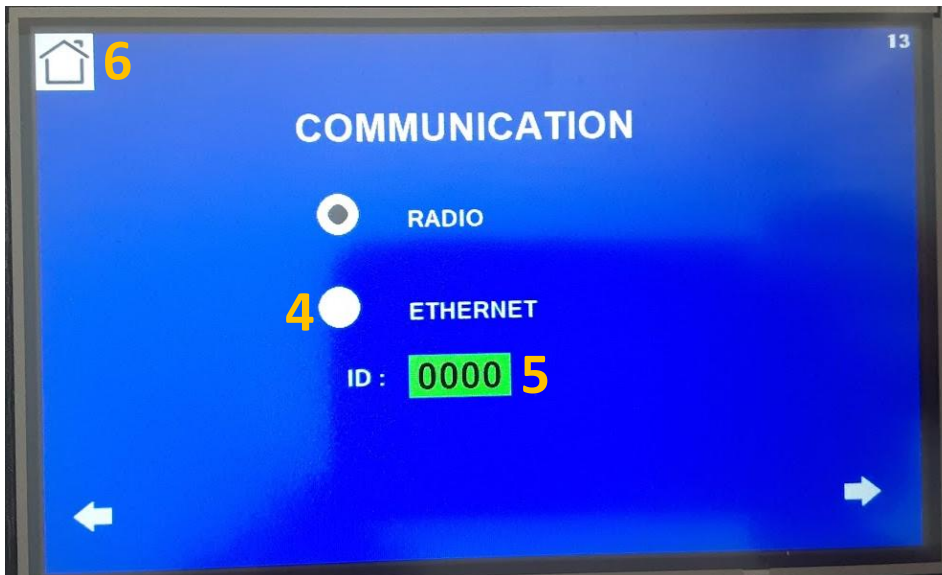 6
13
COMMUNICATION
RADIO
4 ETHERNET
ID : 0000 5